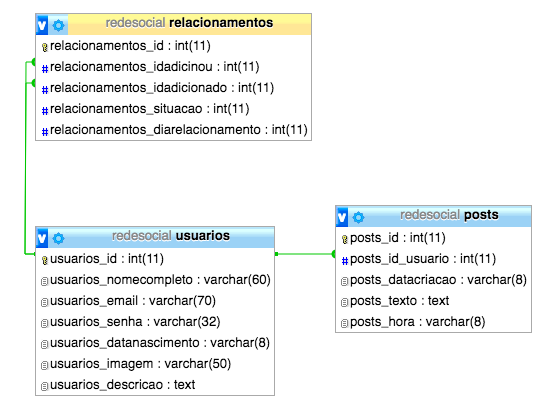 redesocial relacionamentos
relacionamentos_id : int(11)
relacionamentos_idadicinou : int(11)
relacionamentos_idadicionado : int(11)
relacionamentos_situacao : int(11)
relacionamentos_diarelacionamento : int(11)
redesocial usuarios
usuarios_id : int(11)
usuarios_nomecompleto : varchar(60)
usuarios_email : varchar(70)
usuarios_senha : varchar(32)
usuarios_datanascimento : varchar(8)
usuarios_imagem : varchar(50)
usuarios_descricao : text
redesocial posts
posts_id : int(11)
posts_id_usuario : int(11)
posts_datacriacao : varchar(8)
posts_texto : text
posts_hora : varchar(8)